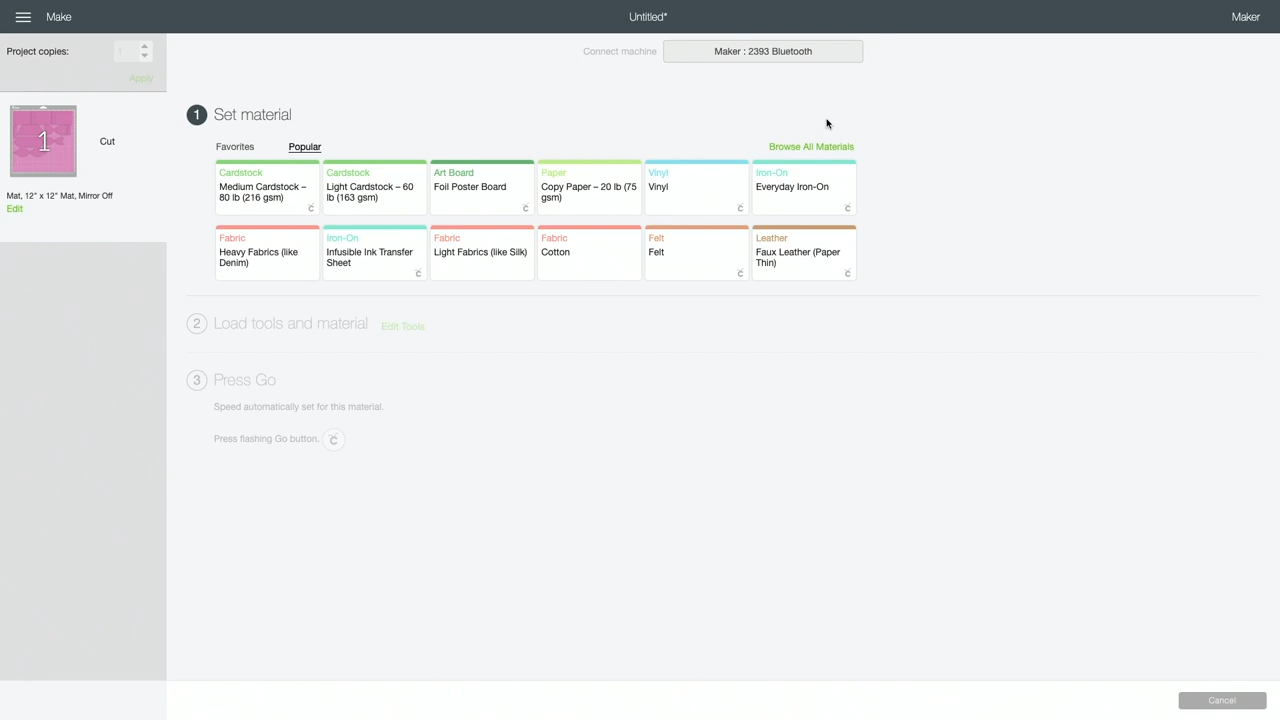 Make
Untitled*
Maker
Project copies:
1
Apply
Connect machine
Maker : 2393 Bluetooth
1
Cut
Mat, 12" x 12" Mat, Mirror Off
Edit
1 Set material
Favorites
Popular
Browse All Materials
Cardstock
Medium Cardstock –
80 lb (216 gsm)
Cardstock
Light Cardstock – 60
lb (163 gsm)
Art Board
Foil Poster Board
Paper
Copy Paper – 20 lb (75
gsm)
Vinyl
Vinyl
Iron-On
Everyday Iron-On
Fabric
Heavy Fabrics (like
Denim)
Iron-On
Infusible Ink Transfer
Sheet
Fabric
Light Fabrics (like Silk)
Fabric
Cotton
Felt
Felt
Leather
Faux Leather (Paper
Thin)
2 Load tools and material
Edit Tools
3 Press Go
Speed automatically set for this material.
Press flashing Go button.
Cancel